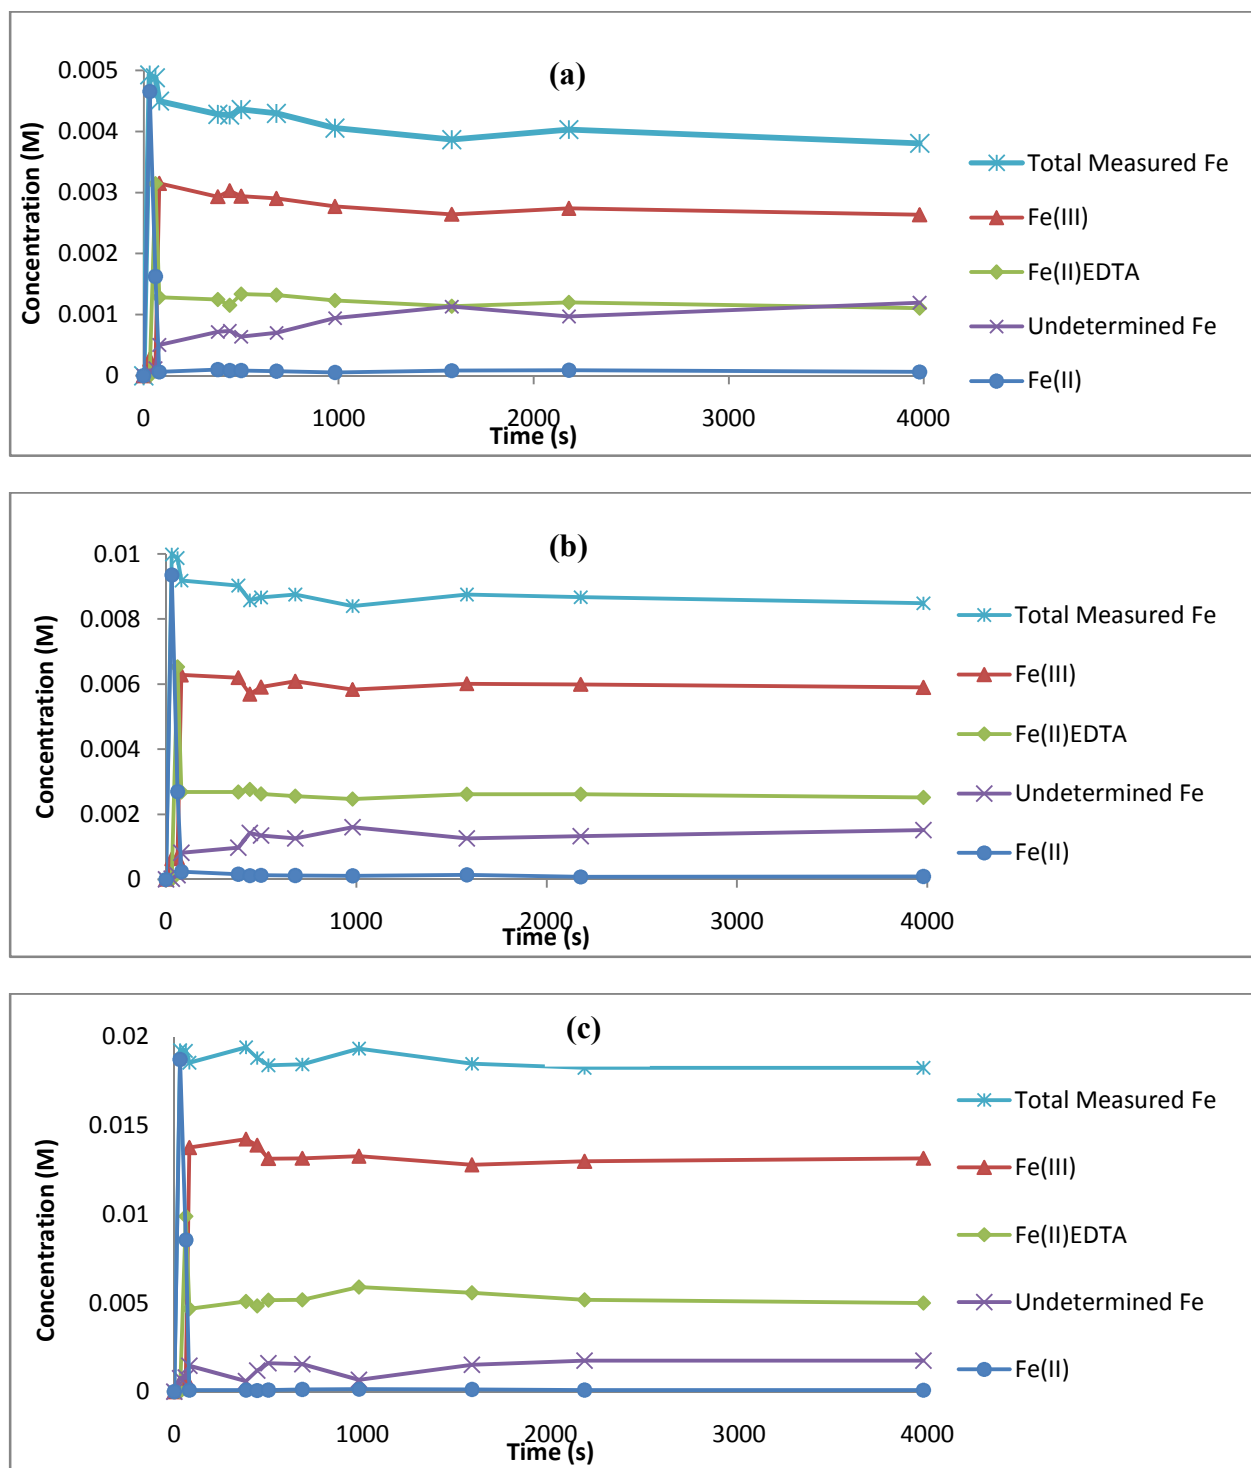 (a)
Concentration (M)
0.005
0.004
0.003
0.002
0.001
0
0 1000 2000 3000 4000
Time (s)
Total Measured Fe
Fe(III)
Fe(II)EDTA
Undetermined Fe
Fe(II)
(b)
Concentration (M)
0.01
0.008
0.006
0.004
0.002
0
0 1000 2000 3000 4000
Time (s)
Total Measured Fe
Fe(III)
Fe(II)EDTA
Undetermined Fe
Fe(II)
(c)
Concentration (M)
0.02
0.015
0.01
0.005
0
0 1000 2000 3000 4000
Time (s)
Total Measured Fe
Fe(III)
Fe(II)EDTA
Undetermined Fe
Fe(II)